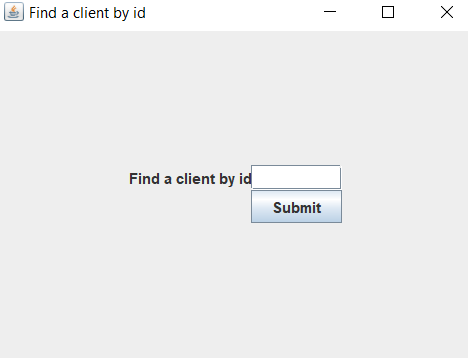 Find a client by id
Find a client by id
Submit